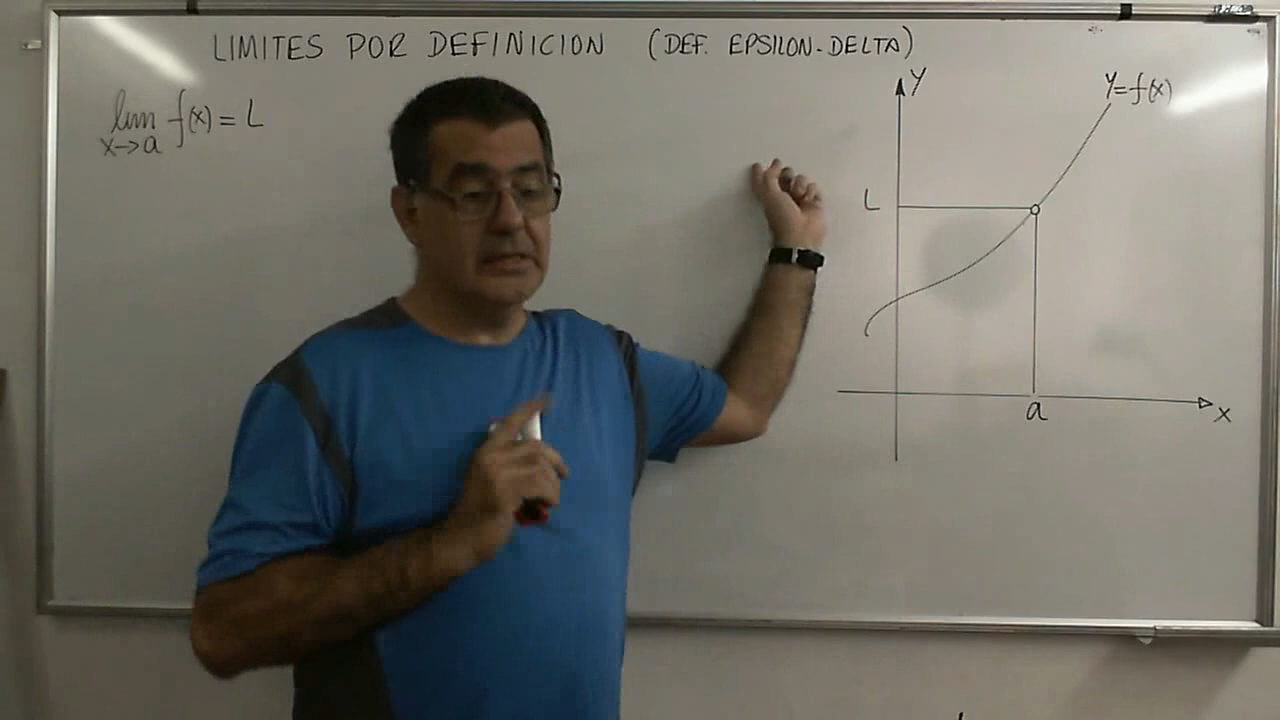 LIMITES POR DEFINICION (DEF. EPSILON-DELTA)
lim f(x) = L
x→a
y
y=f(x)
L
a
x